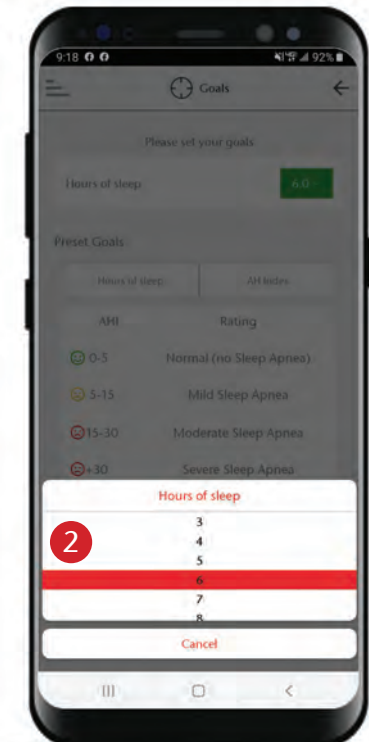 9:18
92%
Goals
Please set your goals
Hours of sleep 6.0
Preset Goals
Hours of sleep AH Index
AHI Rating
0-5 Normal (no Sleep Apnea)
5-15 Mild Sleep Apnea
15-30 Moderate Sleep Apnea
+30 Severe Sleep Apnea
Hours of sleep
2
3
4
5
6
7
8
Cancel